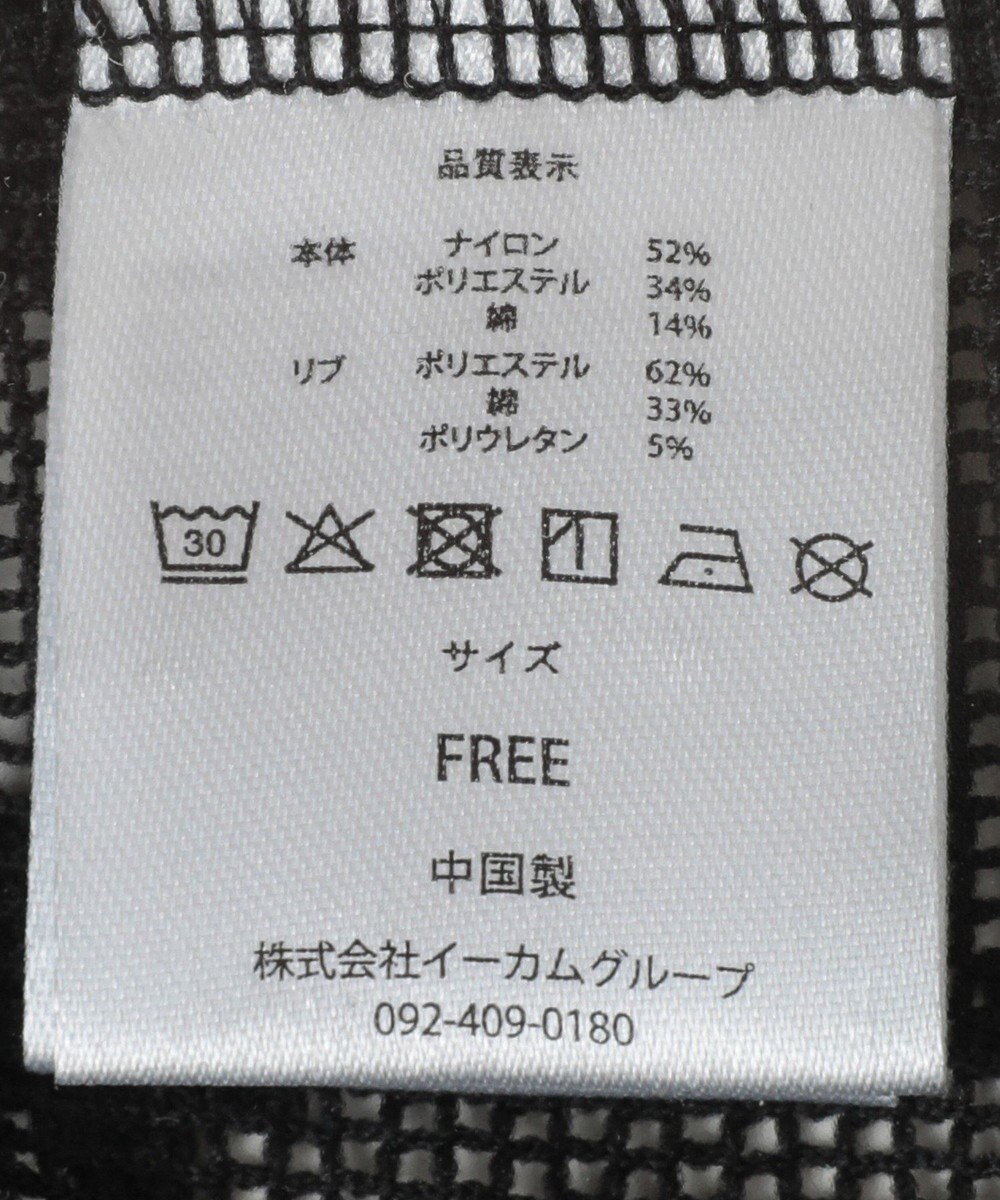 品質表示
本体 ナイロン 52%
ポリエステル 34%
綿 14%
リブ ポリエステル 62%
綿 33%
ポリウレタン 5%
30
サイズ
FREE
中国製
株式会社イーカムグループ
092-409-0180